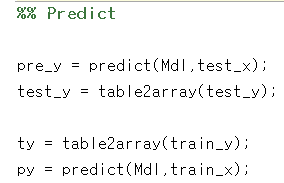 %% Predict
pre_y = predict(Mdl,test_x);
test_y = table2array(test_y);
ty = table2array(train_y);
py = predict(Mdl,train_x);